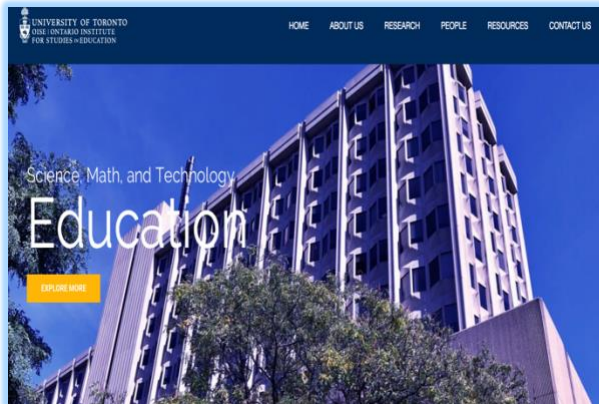 UNIVERSITY OF TORONTO
OISE | ONTARIO INSTITUTE
FOR STUDIES IN EDUCATION
HOME ABOUT US RESEARCH PEOPLE RESOURCES CONTACT US
Science, Math, and Technology
Education
EXPLORE MORE